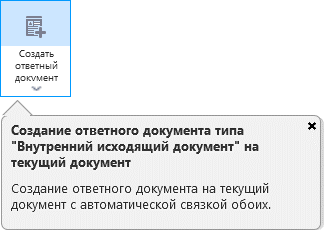 Создать
ответный
документ
Создание ответного документа типа
"Внутренний исходящий документ" на
текущий документ
Создание ответного документа на текущий
документ с автоматической связкой обоих.